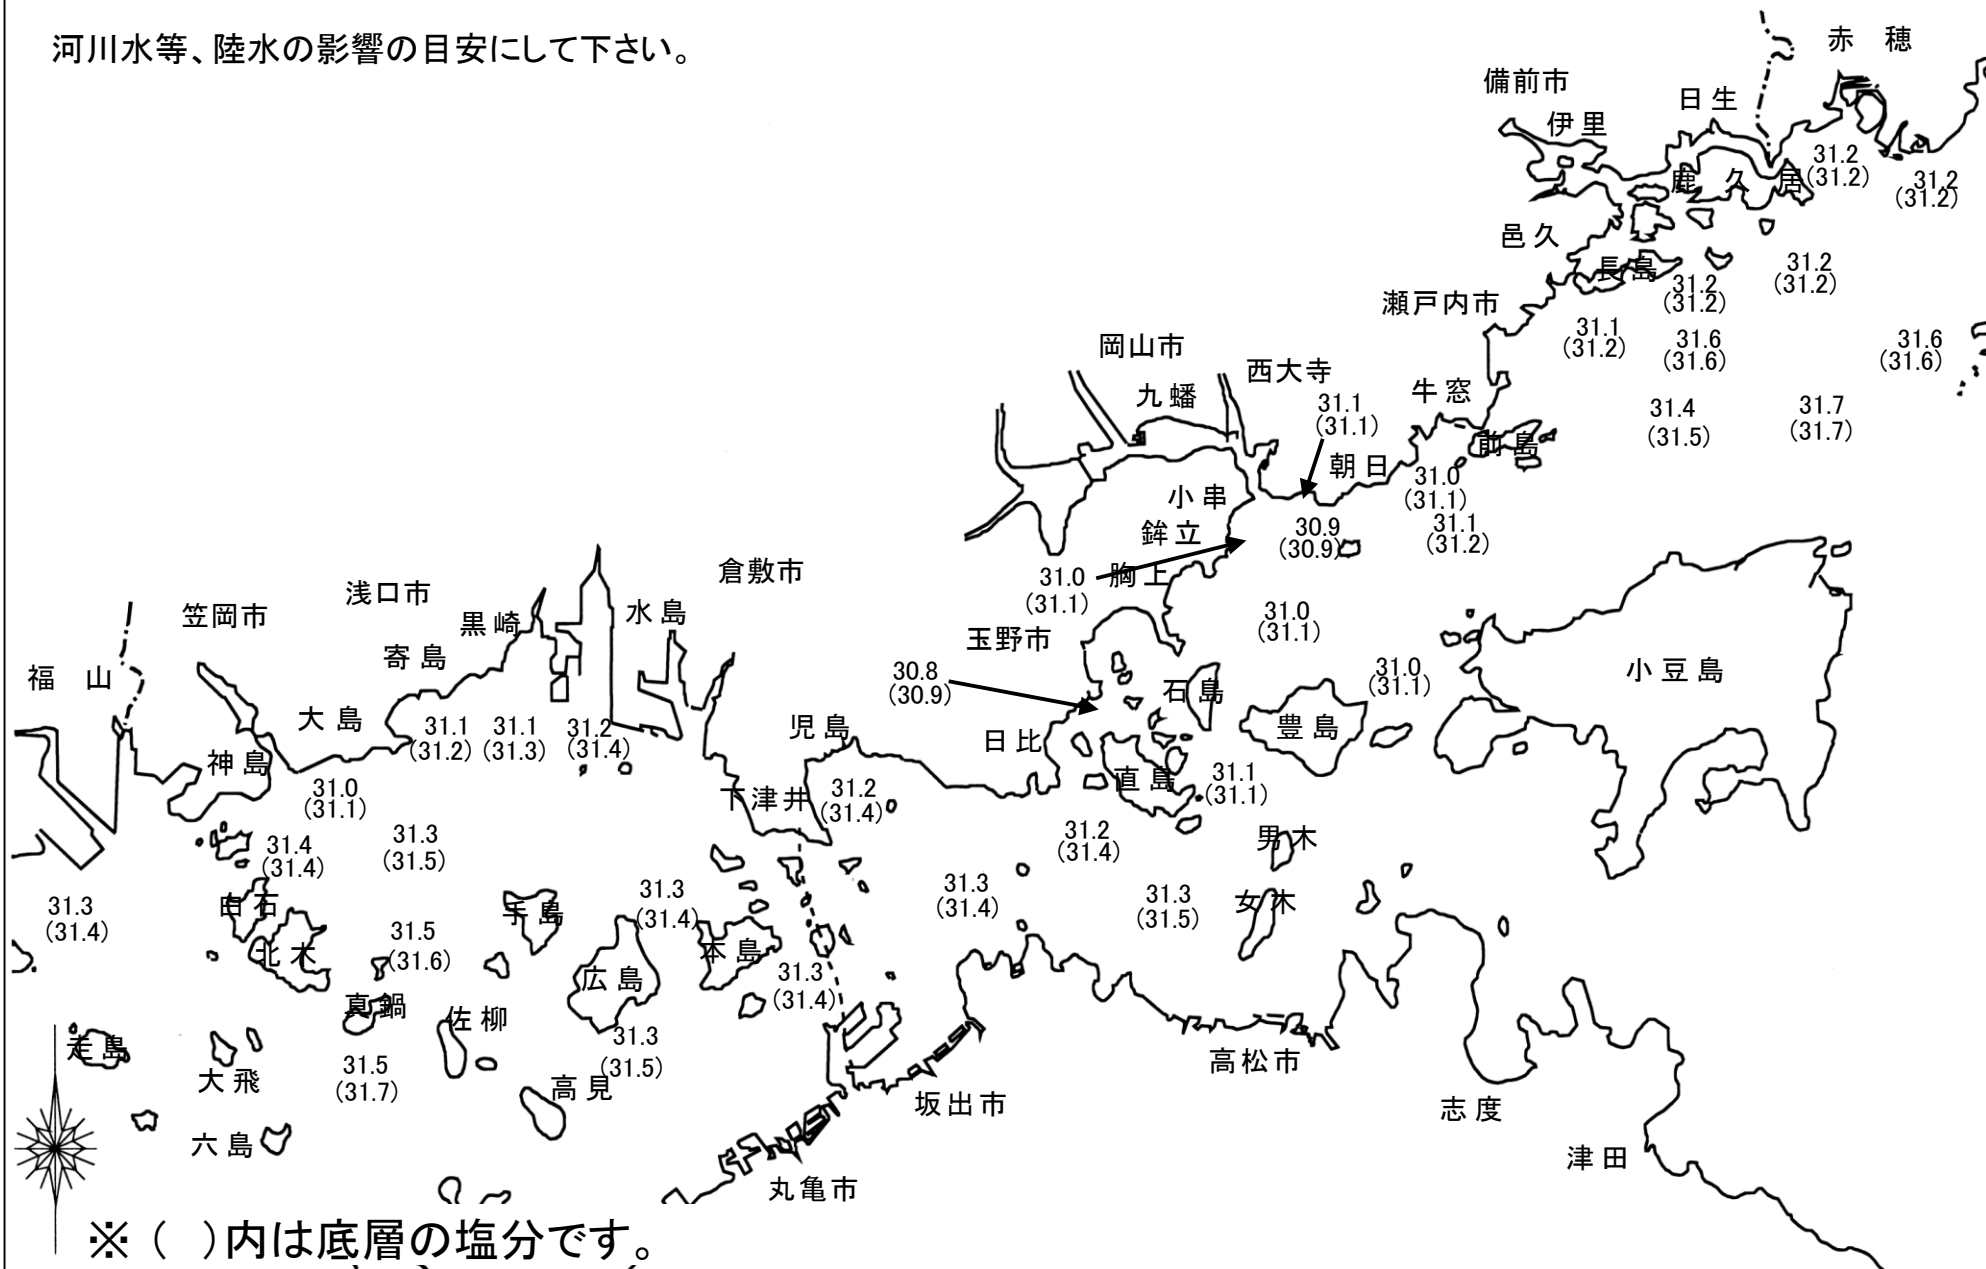 河川水等、陸水の影響の目安にして下さい。
赤 穂
備前市
日 生
伊 里
31.2
(31.2)
鹿 久 居
31.2
(31.2)
邑 久
長 島
31.2
(31.2)
31.2
(31.2)
瀬戸内市
31.1
(31.2)
31.6
(31.6)
31.6
(31.6)
岡山市
西大寺
九 蟠
牛 窓
31.1
(31.1)
31.4
(31.5)
31.7
(31.7)
前 島
朝 日
31.0
(31.1)
小 串
鉾 立
30.9
(30.9)
31.1
(31.2)
胸 上
31.0
(31.1)
倉敷市
浅口市
笠岡市
黒 崎
水 島
31.0
(31.1)
玉野市
寄 島
福 山
30.8
(30.9)
石 島
31.0
(31.1)
小 豆 島
大 島
31.1
(31.2)
31.1
(31.3)
31.2
(31.4)
児 島
日 比
豊 島
神 島
直 島
31.1
(31.1)
31.0
(31.1)
下 津 井
31.2
(31.4)
31.4
(31.4)
31.3
(31.5)
31.2
(31.4)
男 木
白 石
31.3
(31.4)
手 島
31.3
(31.4)
31.3
(31.4)
31.3
(31.5)
女 木
北 木
31.5
(31.6)
本 島
広 島
31.3
(31.4)
真 鍋
佐 柳
走 島
31.3
(31.5)
高松市
大 飛
31.5
(31.7)
高 見
坂出市
志 度
六 島
津 田
丸亀市
※（ ）内は底層の塩分です。